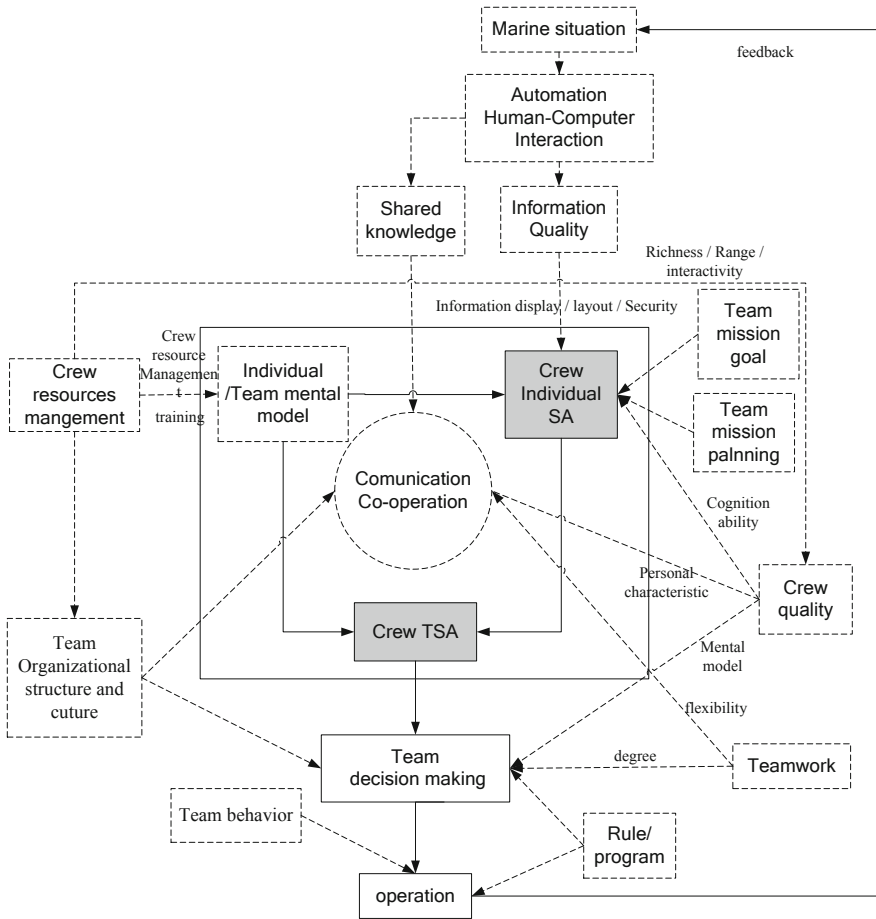 Marine situation
feedback
Automation
Human-Computer
Interaction
Shared
knowledge
Information
Quality
Richness / Range /
interactivity
Information display / layout / Security
Team
mission
goal
Crew
resource
Manageme
nt
training
Crew
resources
mangement
Individual
/Team mental
model
Crew
Individual
SA
Team
mission
palnning
Comunication
Co-operation
Cognition
ability
Personal
characteristic
Crew
quality
Crew TSA
Team
Organizational
structure and
cuture
Mental
model
flexibility
Team
decision making
degree
Teamwork
Team behavior
Rule/
program
operation